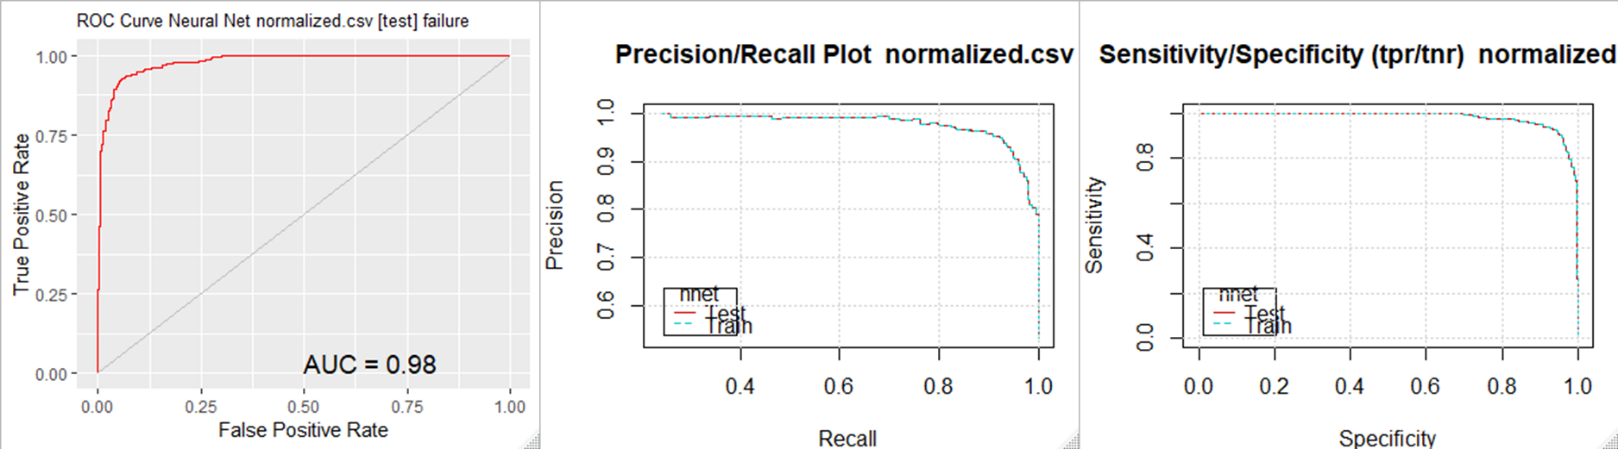 ROC Curve Neural Net normalized.csv [test] failure
1.00
0.75
0.50
0.25
0.00
True Positive Rate
AUC = 0.98
0.00 0.25 0.50 0.75 1.00
False Positive Rate
Precision/Recall Plot normalized.csv
1.0
0.9
0.8
0.7
0.6
Precision
nnet
Test
Train
0.4 0.6 0.8 1.0
Recall
Sensitivity/Specificity (tpr/tnr) normalized
0.8
0.4
0.0
Sensitivity
nnet
Test
Train
0.0 0.2 0.4 0.6 0.8 1.0
Specificity